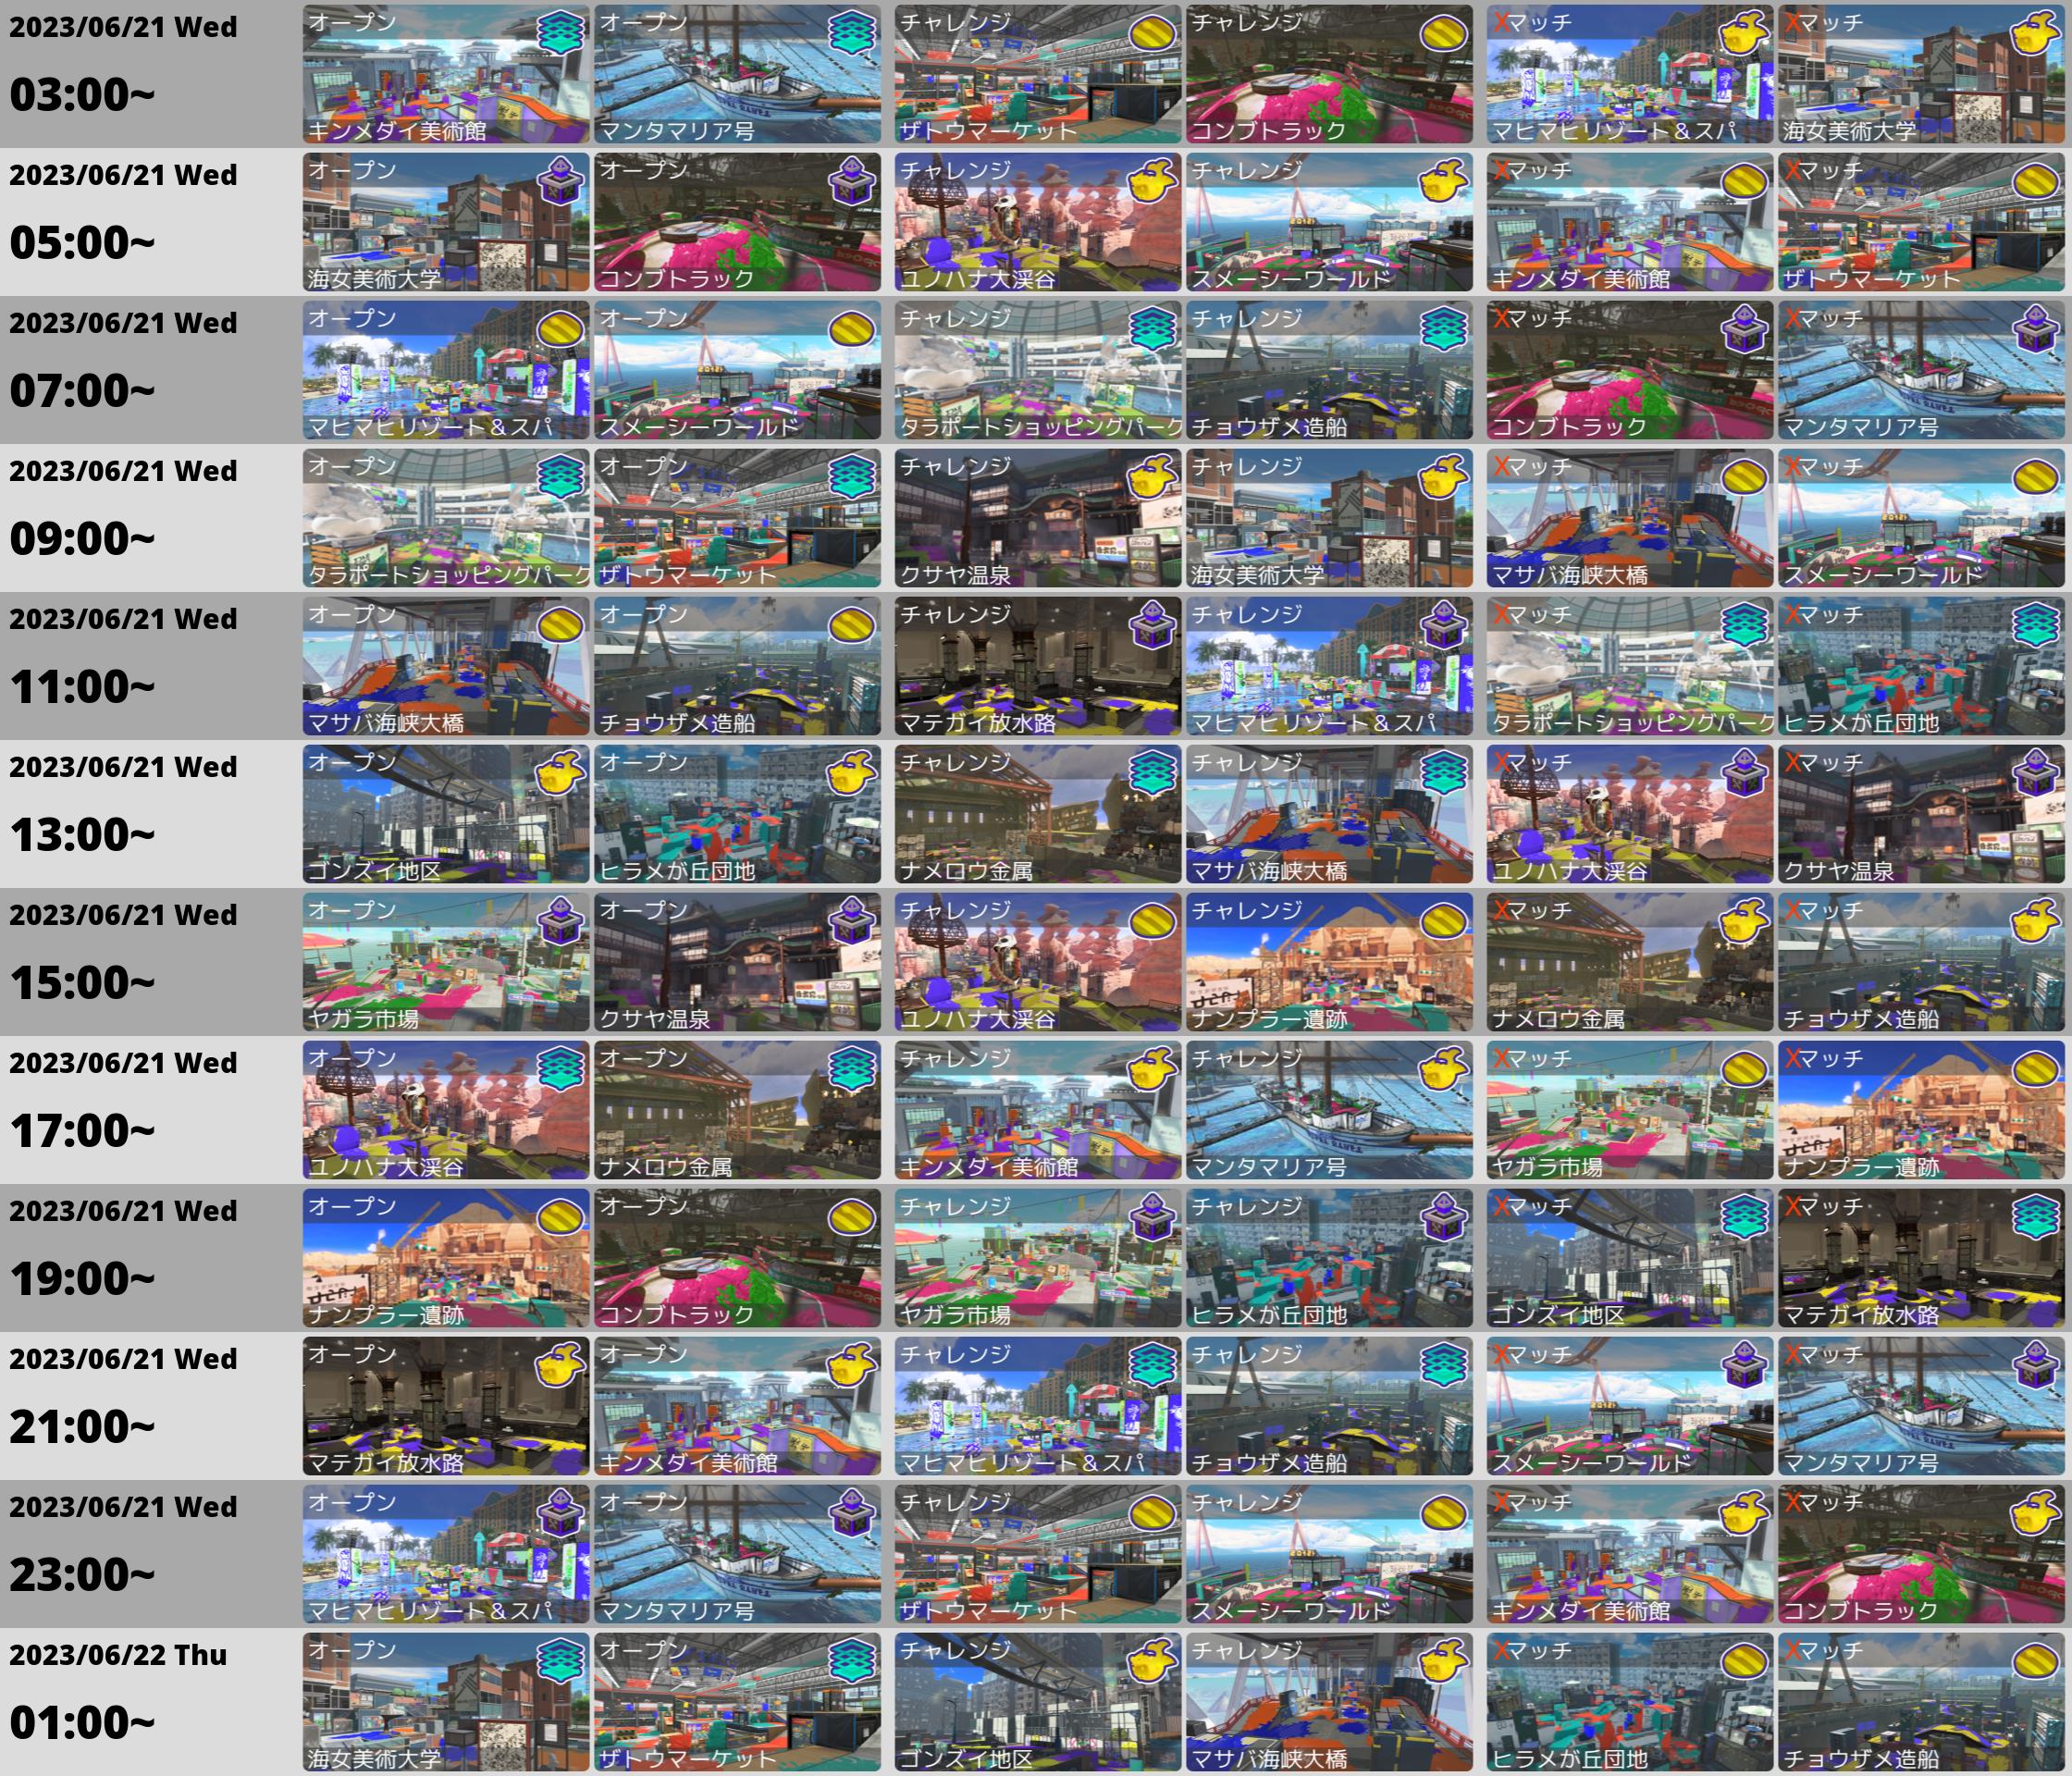 2023/06/21 Wed
03:00~
オープン オープン チャレンジ チャレンジ Xマッチ Xマッチ
キンメダイ美術館 マンタマリア号 ザトウマーケット コンブトラック マヒマヒリゾート＆スパ 海女美術大学
2023/06/21 Wed
05:00~
オープン オープン チャレンジ チャレンジ Xマッチ Xマッチ
海女美術大学 コンブトラック ユノハナ大渓谷 スメーシーワールド キンメダイ美術館 ザトウマーケット
2023/06/21 Wed
07:00~
オープン オープン チャレンジ チャレンジ Xマッチ Xマッチ
マヒマヒリゾート＆スパ スメーシーワールド タラポートショッピングパーク チョウザメ造船 コンブトラック マンタマリア号
2023/06/21 Wed
09:00~
オープン オープン チャレンジ チャレンジ Xマッチ Xマッチ
タラポートショッピングパーク ザトウマーケット クサヤ温泉 海女美術大学 マサバ海峡大橋 スメーシーワールド
2023/06/21 Wed
11:00~
オープン オープン チャレンジ チャレンジ Xマッチ Xマッチ
マサバ海峡大橋 チョウザメ造船 マテガイ放水路 マヒマヒリゾート＆スパ タラポートショッピングパーク ヒラメが丘団地
2023/06/21 Wed
13:00~
オープン オープン チャレンジ チャレンジ Xマッチ Xマッチ
ゴンズイ地区 ヒラメが丘団地 ナメロウ金属 マサバ海峡大橋 ユノハナ大渓谷 クサヤ温泉
2023/06/21 Wed
15:00~
オープン オープン チャレンジ チャレンジ Xマッチ Xマッチ
ヤガラ市場 クサヤ温泉 ユノハナ大渓谷 ナンプラー遺跡 ナメロウ金属 チョウザメ造船
2023/06/21 Wed
17:00~
オープン オープン チャレンジ チャレンジ Xマッチ Xマッチ
ユノハナ大渓谷 ナメロウ金属 キンメダイ美術館 マンタマリア号 ヤガラ市場 ナンプラー遺跡
2023/06/21 Wed
19:00~
オープン オープン チャレンジ チャレンジ Xマッチ Xマッチ
ナンプラー遺跡 コンブトラック ヤガラ市場 ヒラメが丘団地 ゴンズイ地区 マテガイ放水路
2023/06/21 Wed
21:00~
オープン オープン チャレンジ チャレンジ Xマッチ Xマッチ
マテガイ放水路 キンメダイ美術館 マヒマヒリゾート＆スパ チョウザメ造船 スメーシーワールド マンタマリア号
2023/06/21 Wed
23:00~
オープン オープン チャレンジ チャレンジ Xマッチ Xマッチ
マヒマヒリゾート＆スパ マンタマリア号 ザトウマーケット スメーシーワールド キンメダイ美術館 コンブトラック
2023/06/22 Thu
01:00~
オープン オープン チャレンジ チャレンジ Xマッチ Xマッチ
海女美術大学 ザトウマーケット ゴンズイ地区 マサバ海峡大橋 ヒラメが丘団地 チョウザメ造船